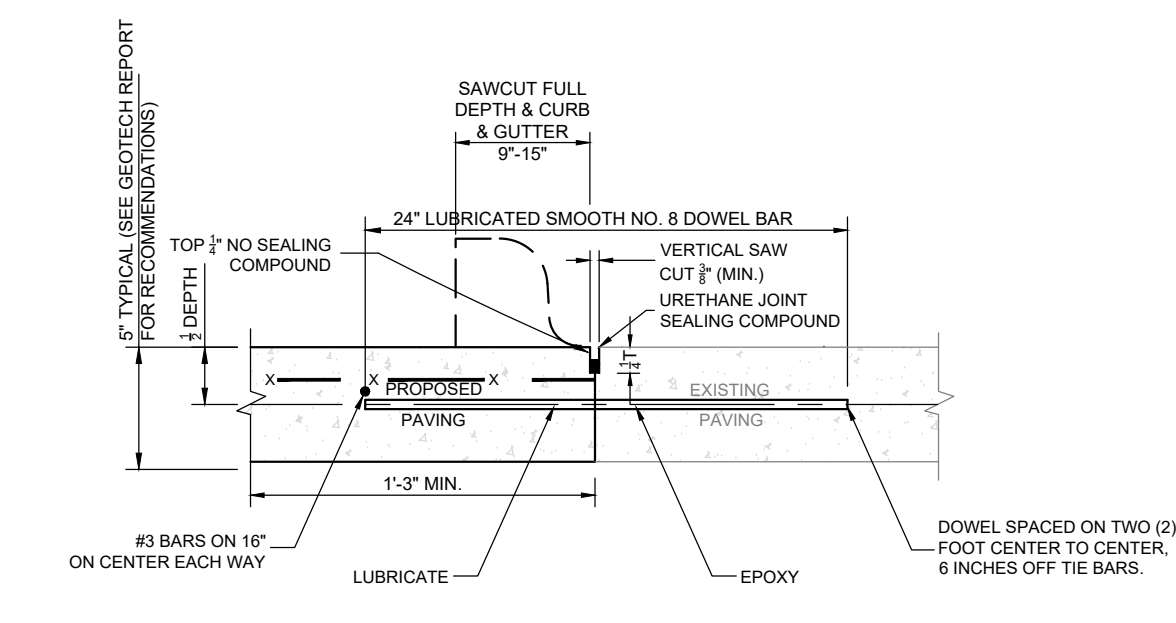 5" TYPICAL (SEE GEOTECH REPORT
FOR RECOMMENDATIONS)
1/2 DEPTH
SAWCUT FULL
DEPTH & CURB
& GUTTER
9"-15"
24" LUBRICATED SMOOTH NO. 8 DOWEL BAR
TOP 1/4" NO SEALING
COMPOUND
VERTICAL SAW
CUT 3/8" (MIN.)
URETHANE JOINT
SEALING COMPOUND
1/4T
X
X
X
PROPOSED
PAVING
EXISTING
PAVING
1'-3" MIN.
#3 BARS ON 16"
ON CENTER EACH WAY
LUBRICATE
EPOXY
DOWEL SPACED ON TWO (2)
FOOT CENTER TO CENTER,
6 INCHES OFF TIE BARS.